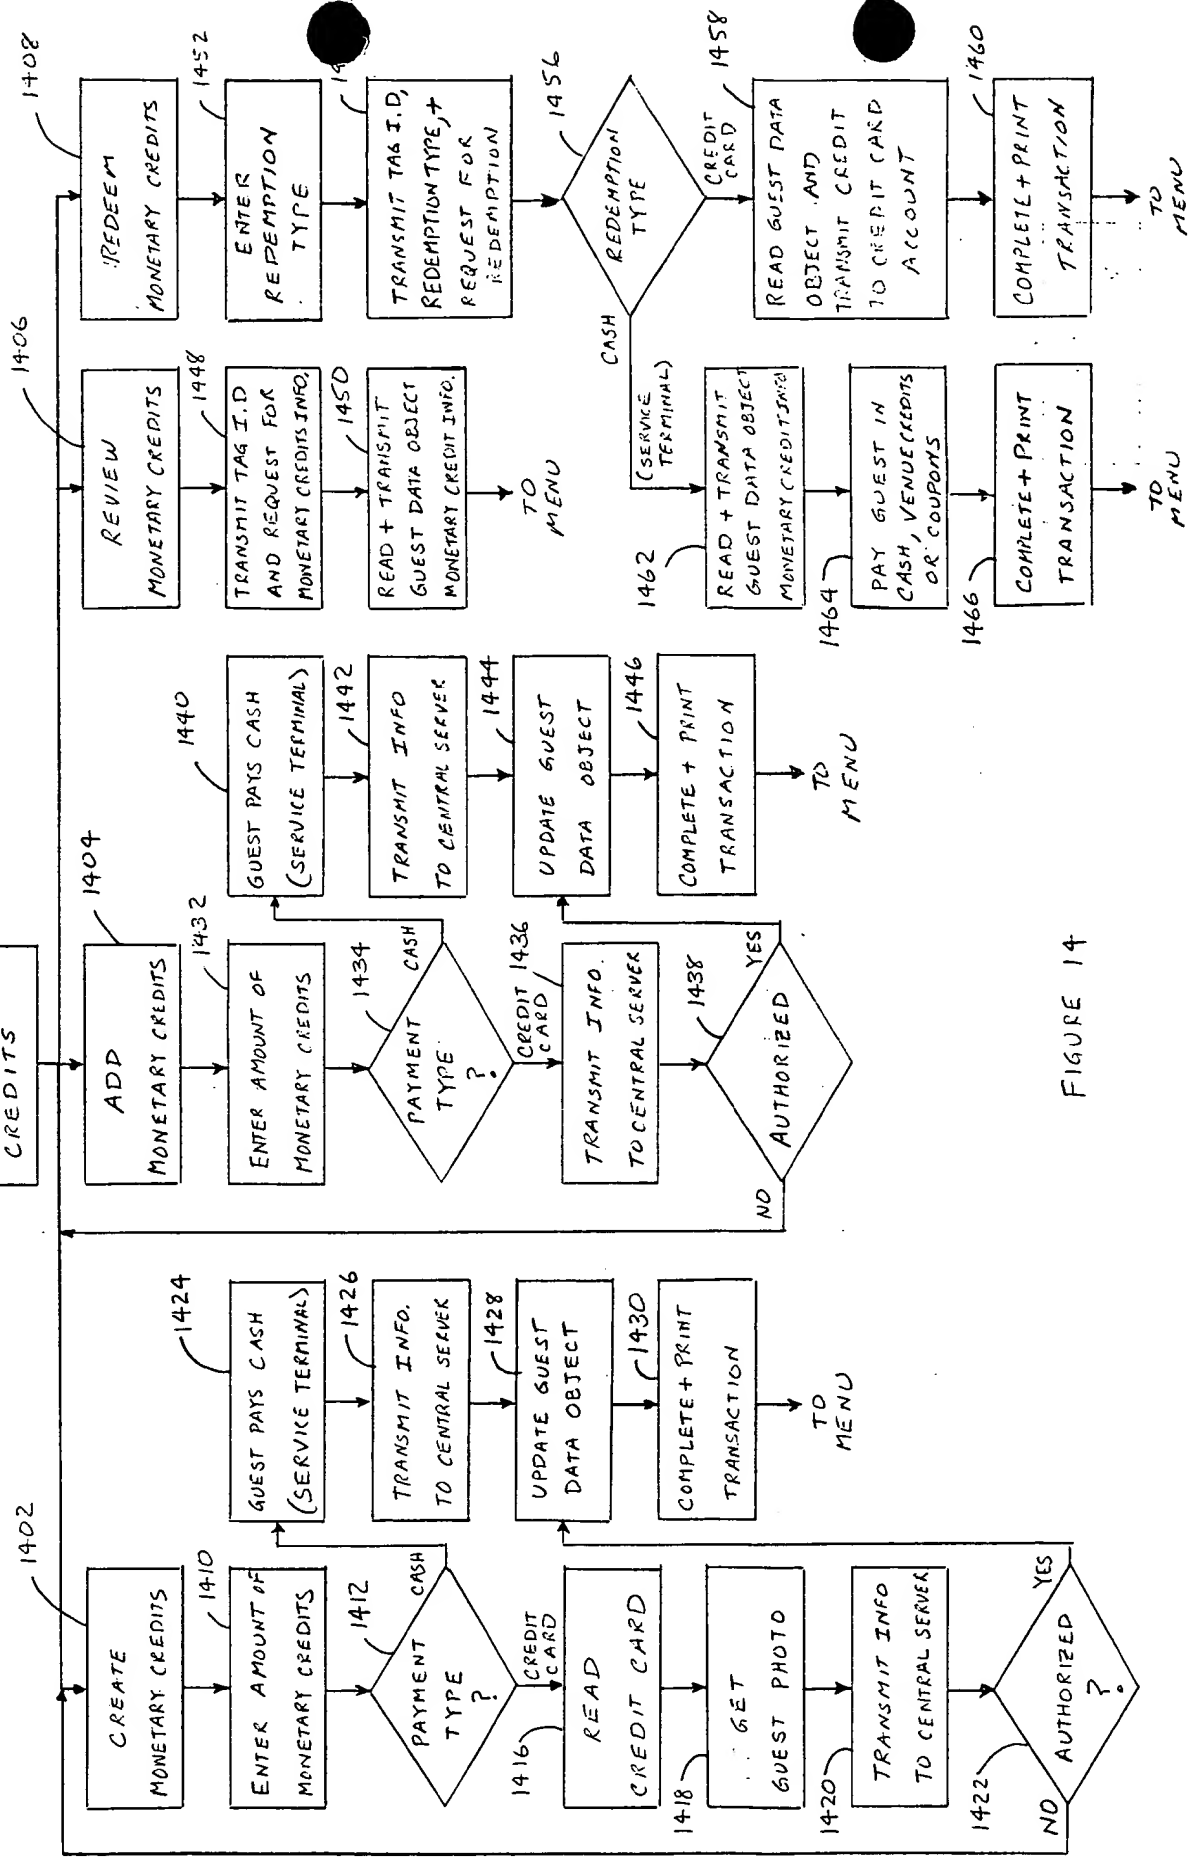 CREDITS
1402
CREATE
MONETARY CREDITS
1410
ENTER AMOUNT OF
MONETARY CREDITS
1412
PAYMENT
TYPE
?
CASH
CREDIT
CARD
1416
READ
CREDIT CARD
1418
GET
GUEST PHOTO
1420
TRANSMIT INFO
TO CENTRAL SERVER
1422
AUTHORIZED
?
NO
YES
1424
GUEST PAYS CASH
(SERVICE TERMINAL)
1426
TRANSMIT INFO.
TO CENTRAL SERVER
1428
UPDATE GUEST
DATA OBJECT
1430
COMPLETE + PRINT
TRANSACTION
TO
MENU
1404
ADD
MONETARY CREDITS
1432
ENTER AMOUNT OF
MONETARY CREDITS
1434
PAYMENT
TYPE
?
CASH
CREDIT
CARD
1436
TRANSMIT INFO.
TO CENTRAL SERVER
1438
AUTHORIZED
NO
YES
1440
GUEST PAYS CASH
(SERVICE TERMINAL)
1442
TRANSMIT INFO
TO CENTRAL SERVER
1444
UPDATE GUEST
DATA OBJECT
1446
COMPLETE + PRINT
TRANSACTION
TO
MENU
1406
REVIEW
MONETARY CREDITS
1448
TRANSMIT TAG I.D
AND REQUEST FOR
MONETARY CREDITS INFO.
1450
READ + TRANSMIT
GUEST DATA OBJECT
MONETARY CREDIT INFO.
TO
MENU
1408
REDEEM
MONETARY CREDITS
1452
ENTER
REDEMPTION
TYPE
TRANSMIT TAG I.D,
REDEMPTION TYPE, +
REQUEST FOR
REDEMPTION
1456
REDEMPTION
TYPE
CASH
(SERVICE
TERMINAL)
CREDIT
CARD
1458
READ GUEST DATA
OBJECT AND
TRANSMIT CREDIT
TO CREDIT CARD
ACCOUNT
1460
COMPLETE + PRINT
TRANSACTION
TO
MENU
1462
READ + TRANSMIT
GUEST DATA OBJECT
MONETARY CREDIT INFO
1464
PAY GUEST IN
CASH, VENUE CREDITS
OR COUPONS
1466
COMPLETE + PRINT
TRANSACTION
TO
MENU
FIGURE 14